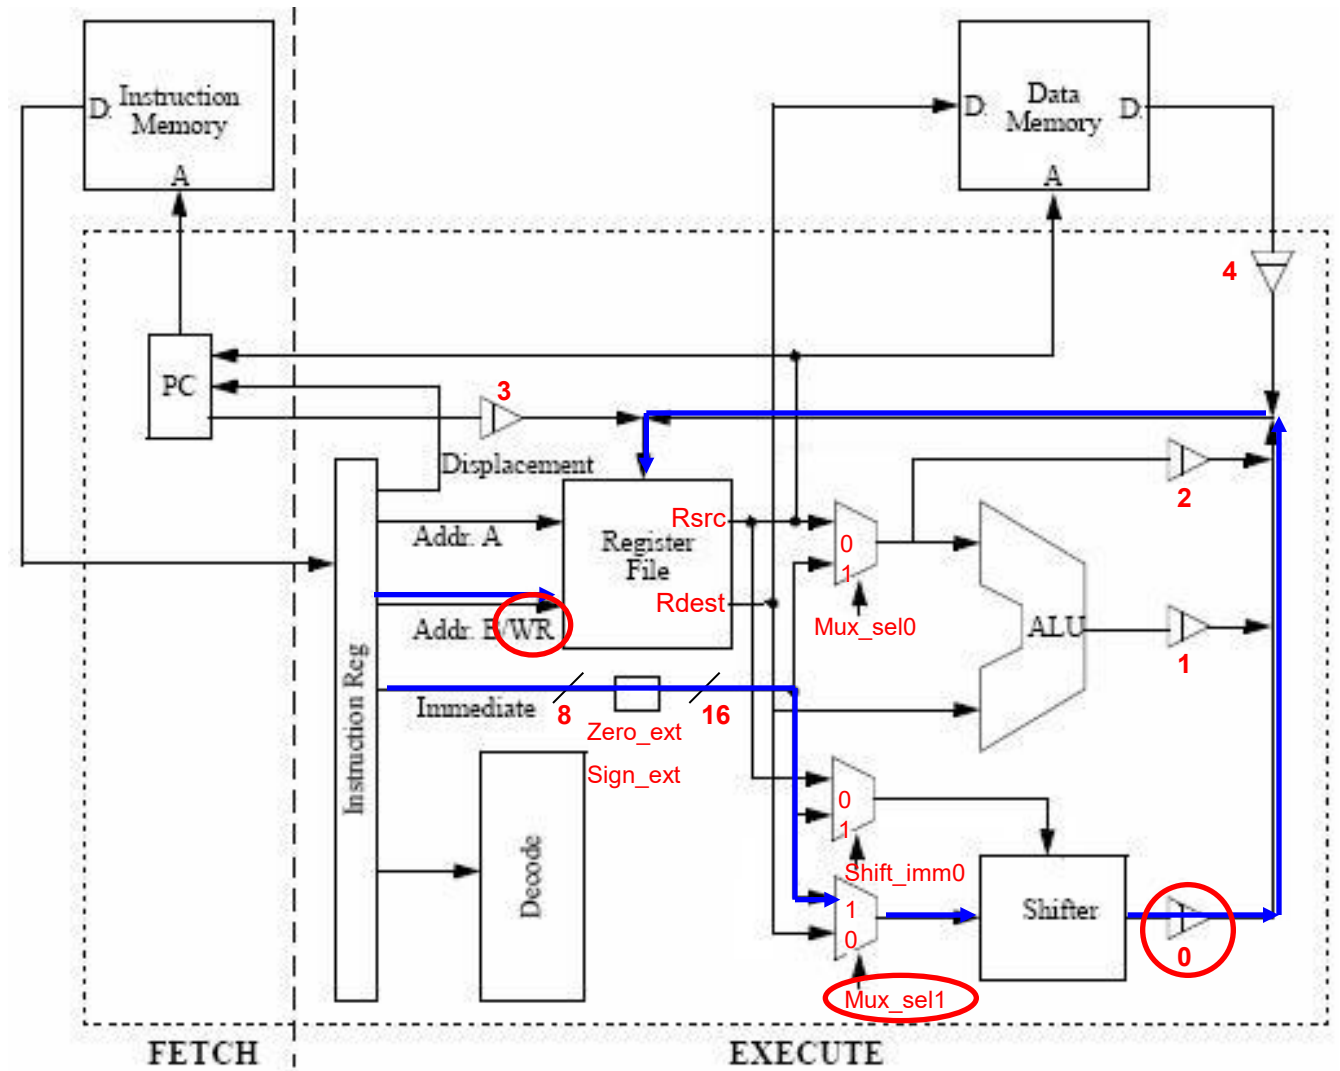 D
Instruction
Memory
A
D
Data
Memory
D
A
4
PC
3
Displacement
2
Rsrc
Addr. A
Register
File
0
1
Rdest
Mux_sel0
ALU
Addr. B/WR
1
Instruction Reg
Immediate
8
16
Zero_ext
Sign_ext
0
1
Shift_imm0
Decode
1
0
Shifter
0
Mux_sel1
FETCH
EXECUTE